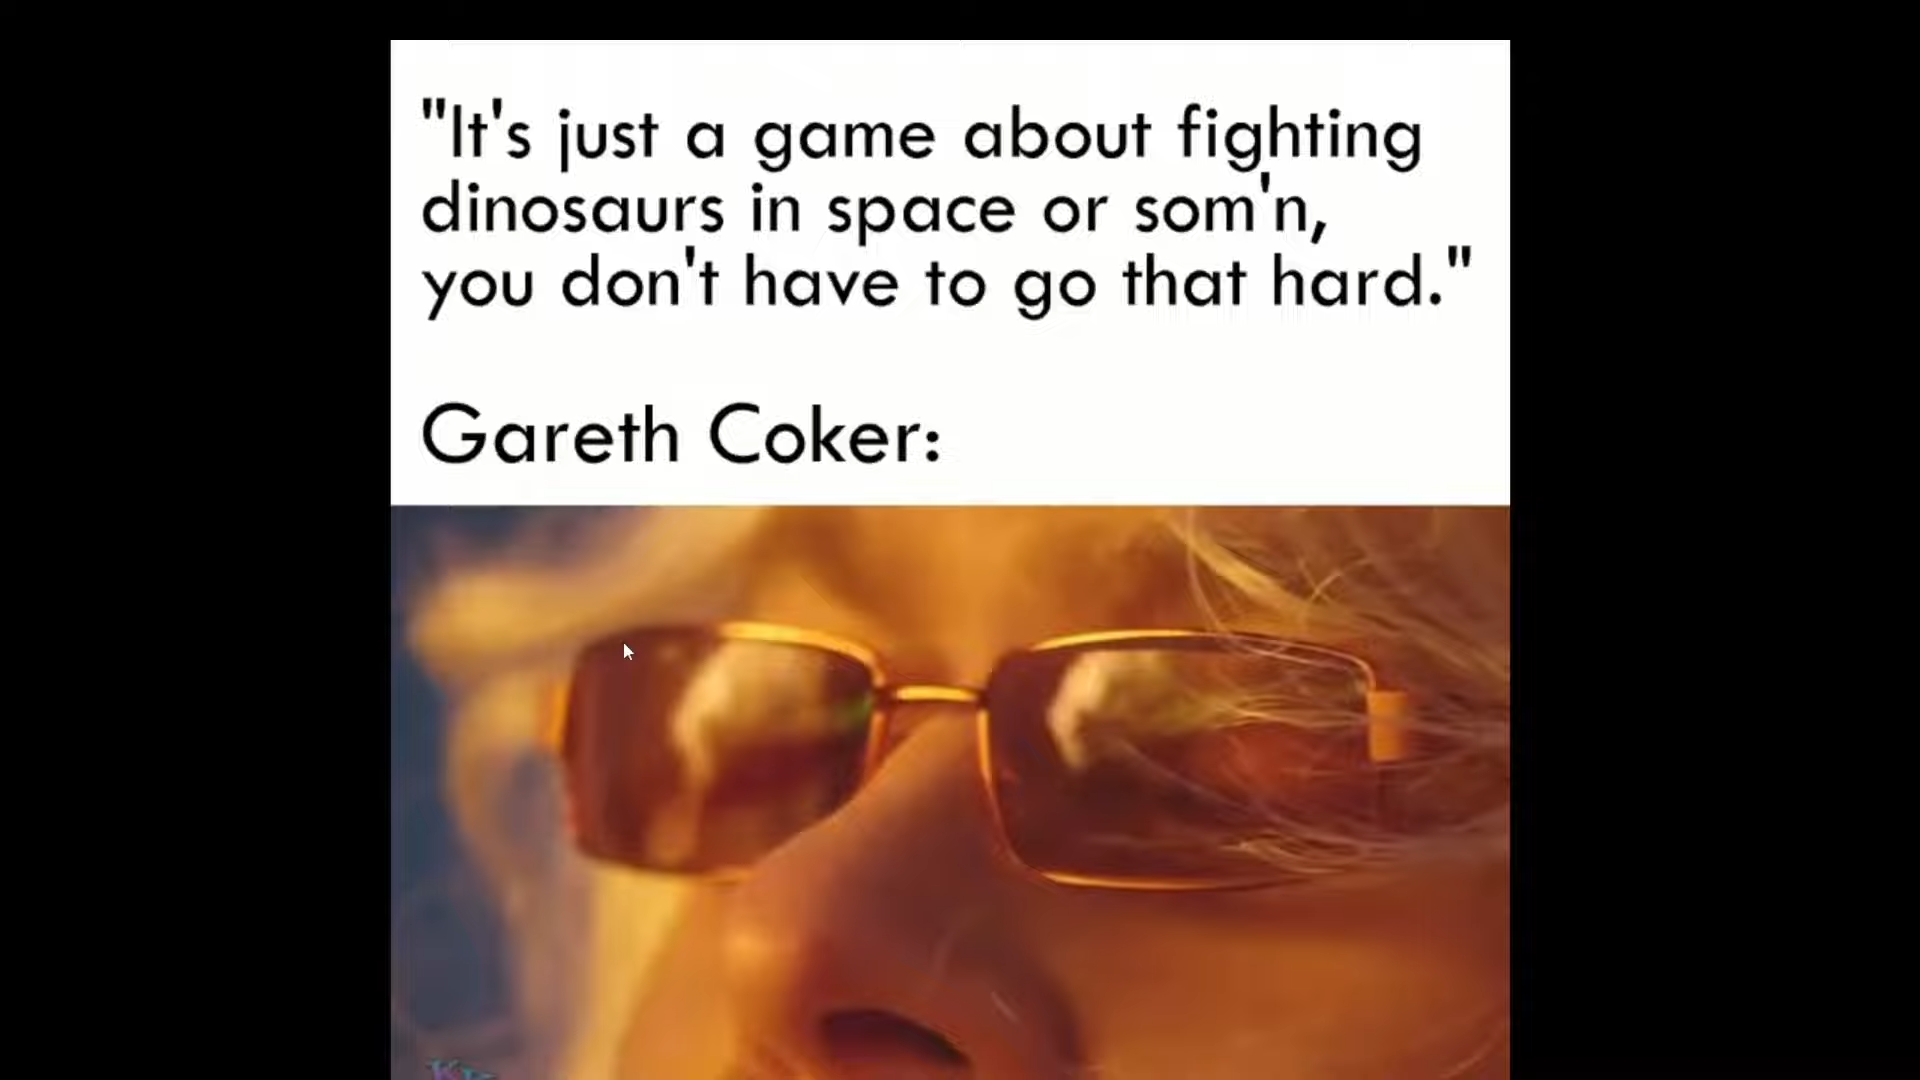 "It's just a game about fighting
dinosaurs in space or som'n,
you don't have to go that hard."
Gareth Coker: